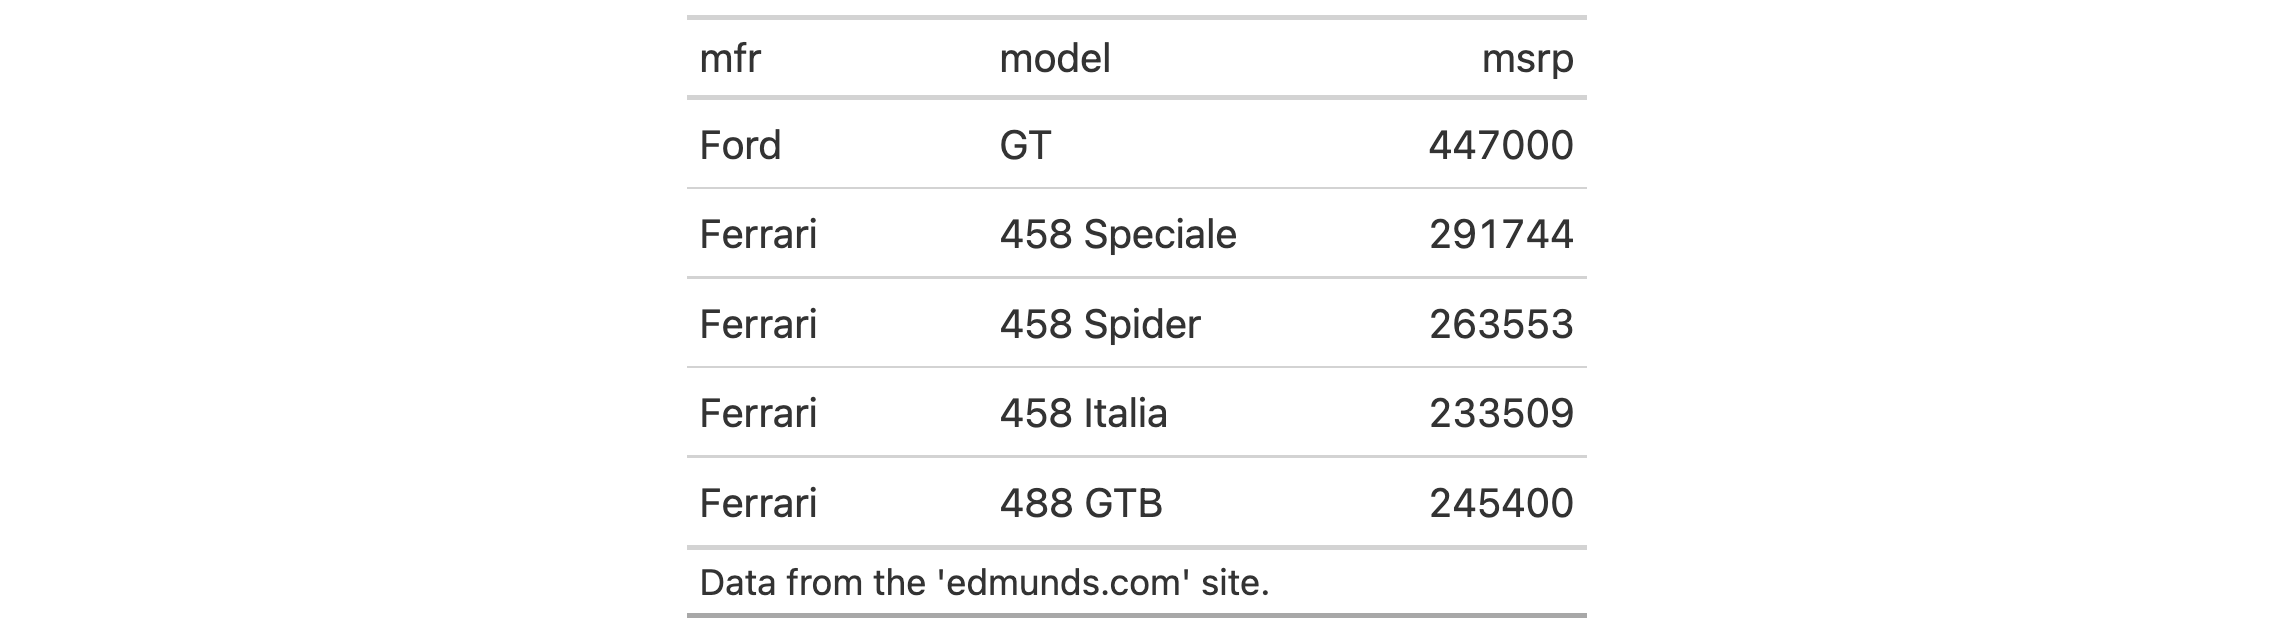 mfr model msrp
Ford GT 447000
Ferrari 458 Speciale 291744
Ferrari 458 Spider 263553
Ferrari 458 Italia 233509
Ferrari 488 GTB 245400
Data from the 'edmunds.com' site.